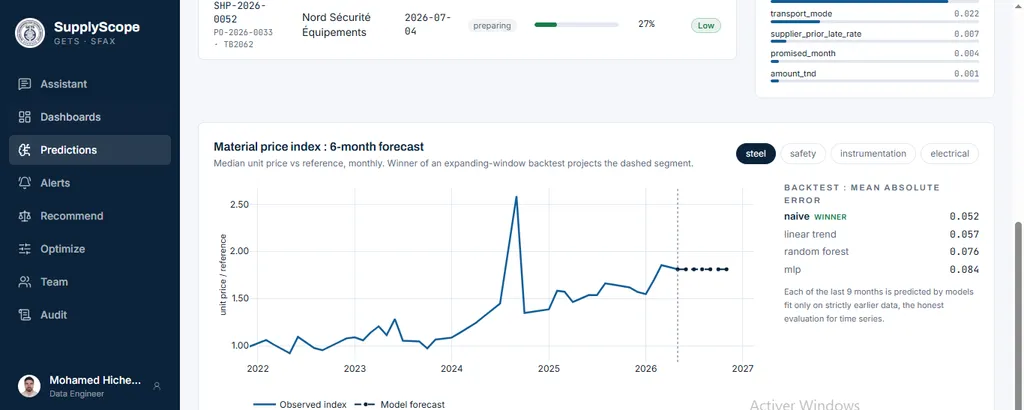 SupplyScope
GETS · SFAX
Assistant
Dashboards
Predictions
Alerts
Recommend
Optimize
Team
Audit
Mohamed Hiche...
Data Engineer
SHP-2026-
0052
PO-2026-0033
· TB2062
Nord Sécurité
Équipements
2026-07-
04
preparing
27%
Low
transport_mode 0.022
supplier_prior_late_rate 0.007
promised_month 0.004
amount_tnd 0.001
Material price index : 6-month forecast
Median unit price vs reference, monthly. Winner of an expanding-window backtest projects the dashed segment.
steel safety instrumentation electrical
unit price / reference
2.50
2.00
1.50
1.00
2022 2023 2024 2025 2026 2027
Observed index Model forecast
BACKTEST : MEAN ABSOLUTE
ERROR
naive WINNER 0.052
linear trend 0.057
random forest 0.076
mlp 0.084
Each of the last 9 months is predicted by models
fit only on strictly earlier data, the honest
evaluation for time series.
Activer Windows